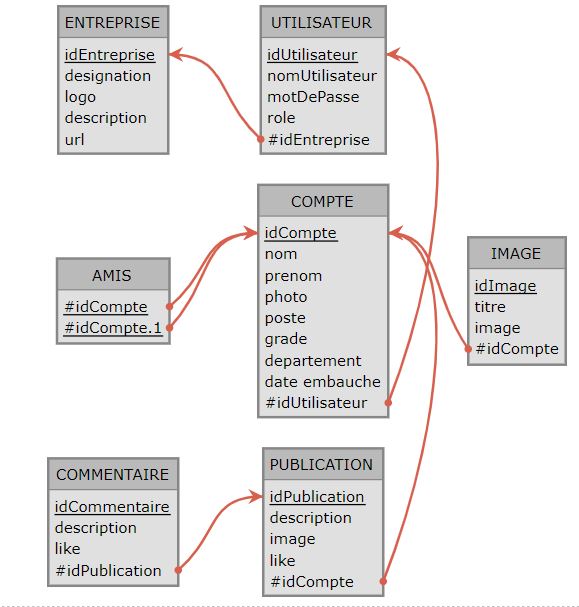 ENTREPRISE
idEntreprise
designation
logo
description
url
UTILISATEUR
idUtilisateur
nomUtilisateur
motDePasse
role
#idEntreprise
COMPTE
idCompte
nom
prenom
photo
poste
grade
departement
date embauche
#idUtilisateur
IMAGE
idImage
titre
image
#idCompte
AMIS
#idCompte
#idCompte.1
COMMENTAIRE
idCommentaire
description
like
#idPublication
PUBLICATION
idPublication
description
image
like
#idCompte